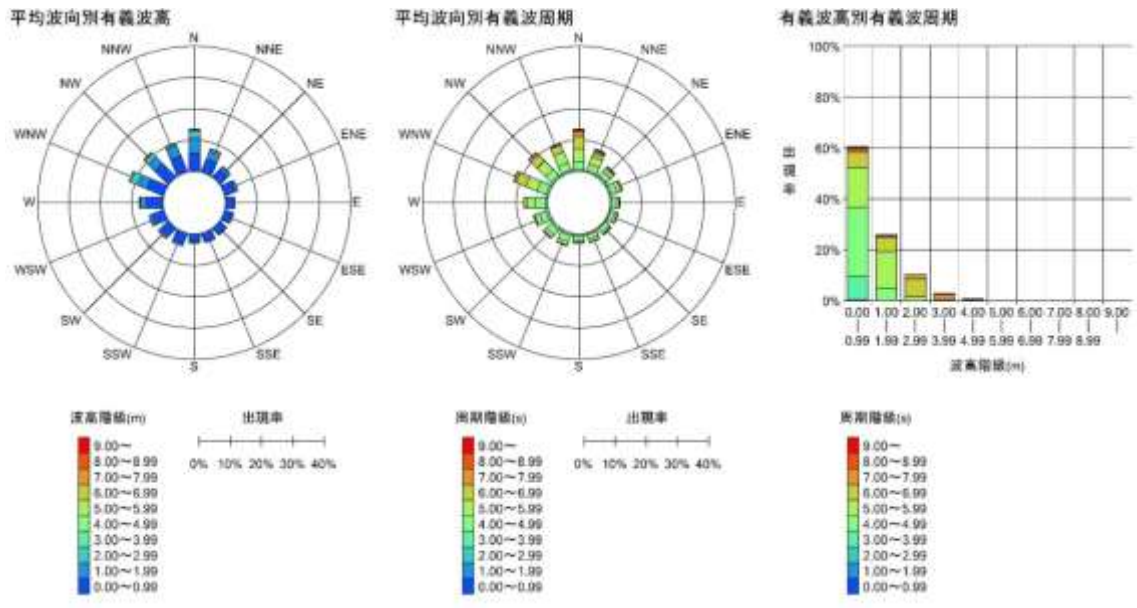 平均波向別有義波高
N
NNW
NNE
NW
NE
WNW
ENE
W
E
WSW
ESE
SW
SE
SSW
SSE
S
波高階級(m)
9.00～
8.00～8.99
7.00～7.99
6.00～6.99
5.00～5.99
4.00～4.99
3.00～3.99
2.00～2.99
1.00～1.99
0.00～0.99
出現率
0% 10% 20% 30% 40%
平均波向別有義波周期
N
NNW
NNE
NW
NE
WNW
ENE
W
E
WSW
ESE
SW
SE
SSW
SSE
S
周期階級(s)
9.00～
8.00～8.99
7.00～7.99
6.00～6.99
5.00～5.99
4.00～4.99
3.00～3.99
2.00～2.99
1.00～1.99
0.00～0.99
出現率
0% 10% 20% 30% 40%
有義波高別有義波周期
100%
80%
60%
40%
20%
0%
出現率
0.00 1.00 2.00 3.00 4.00 5.00 6.00 7.00 8.00 9.00
| | | | | | | | | |
0.99 1.99 2.99 3.99 4.99 5.99 6.99 7.99 8.99
波高階級(m)
周期階級(s)
9.00～
8.00～8.99
7.00～7.99
6.00～6.99
5.00～5.99
4.00～4.99
3.00～3.99
2.00～2.99
1.00～1.99
0.00～0.99